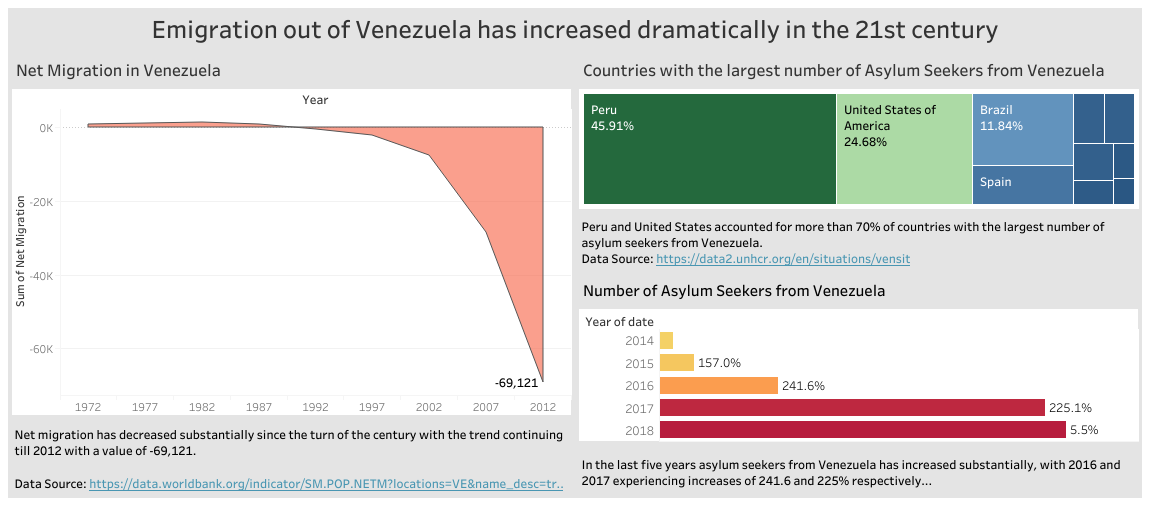 Emigration out of Venezuela has increased dramatically in the 21st century
Net Migration in Venezuela
Year
Sum of Net Migration
0K
-20K
-40K
-60K
-69,121
1972 1977 1982 1987 1992 1997 2002 2007 2012
Net migration has decreased substantially since the turn of the century with the trend continuing
till 2012 with a value of -69,121.
Data Source: https://data.worldbank.org/indicator/SM.POP.NETM?locations=VE&name_desc=tr..
Countries with the largest number of Asylum Seekers from Venezuela
Peru
45.91%
United States of
America
24.68%
Brazil
11.84%
Spain
Peru and United States accounted for more than 70% of countries with the largest number of
asylum seekers from Venezuela.
Data Source: https://data2.unhcr.org/en/situations/vensit
Number of Asylum Seekers from Venezuela
Year of date
2014
2015 157.0%
2016 241.6%
2017 225.1%
2018 5.5%
In the last five years asylum seekers from Venezuela has increased substantially, with 2016 and
2017 experiencing increases of 241.6 and 225% respectively...